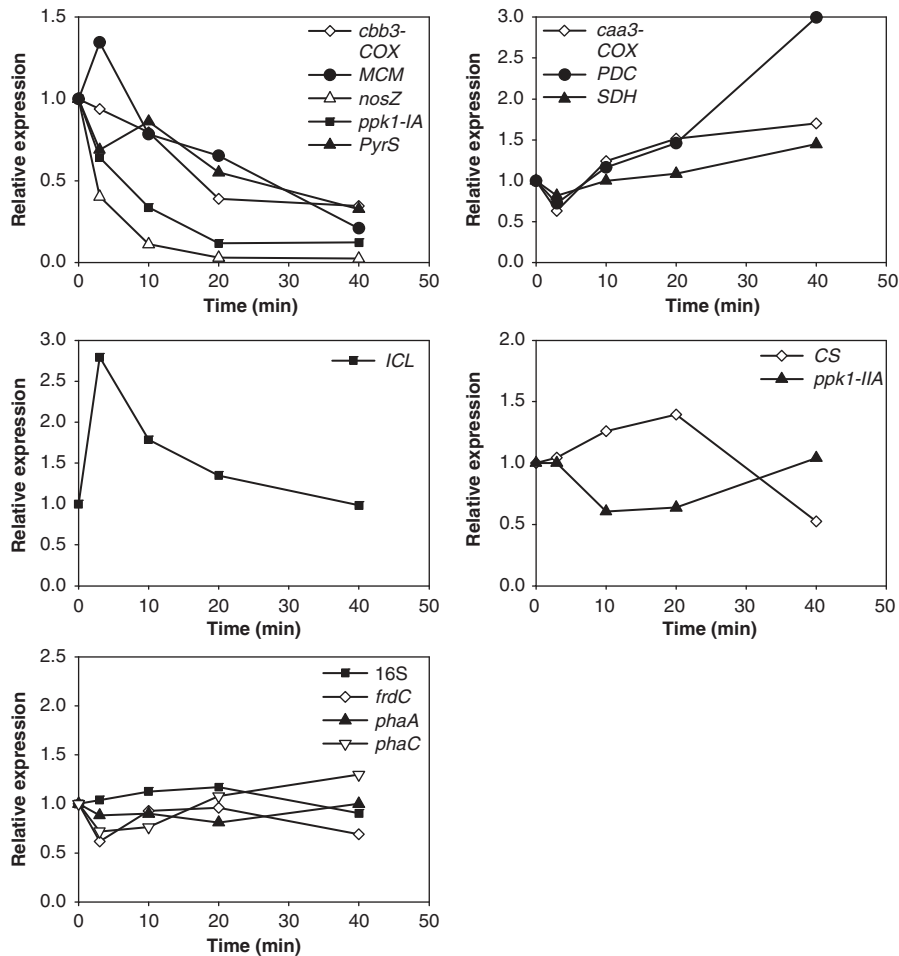 Relative expression
1.5
1.0
0.5
0.0
0 10 20 30 40 50
Time (min)
cbb3-
COX
MCM
nosZ
ppk1-IA
PyrS
Relative expression
3.0
2.5
2.0
1.5
1.0
0.5
0.0
0 10 20 30 40 50
Time (min)
caa3-
COX
PDC
SDH
Relative expression
3.0
2.5
2.0
1.5
1.0
0.5
0.0
0 10 20 30 40 50
Time (min)
ICL
Relative expression
2.0
1.5
1.0
0.5
0.0
0 10 20 30 40 50
Time (min)
CS
ppk1-IIA
Relative expression
2.5
2.0
1.5
1.0
0.5
0.0
0 10 20 30 40 50
Time (min)
16S
frdC
phaA
phaC